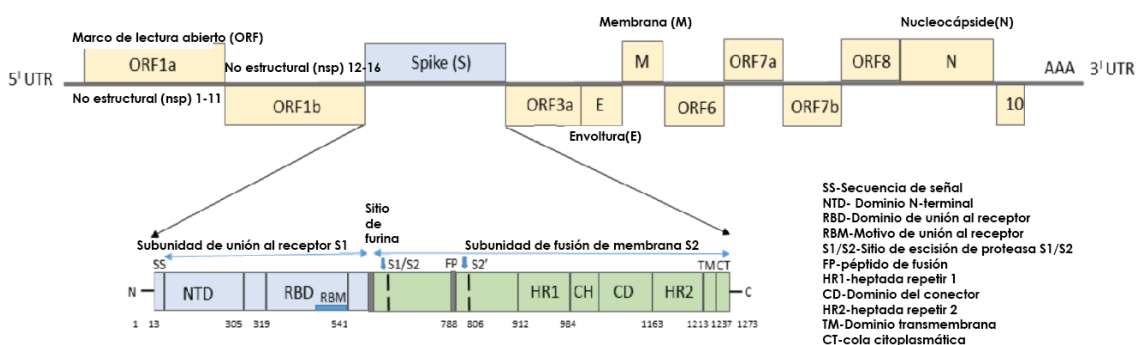 Membrana (M)
Nucleocápside(N)
Marco de lectura abierto (ORF)
ORF1a
No estructural (nsp) 12-16
Spike (S)
M
ORF7a
ORF8
N
AAA
5' UTR
3' UTR
No estructural (nsp) 1-11
ORF1b
ORF3a
E
ORF6
ORF7b
10
Envoltura(E)
SS-Secuencia de señal
NTD- Dominio N-terminal
RBD-Dominio de unión al receptor
RBM-Motivo de unión al receptor
S1/S2-Sitio de escisión de proteasa S1/S2
FP-péptido de fusión
HR1-heptada repetir 1
CD-Dominio del conector
HR2-heptada repetir 2
TM-Dominio transmembrana
CT-cola citoplasmática
Sitio
de
furina
Subunidad de unión al receptor S1
Subunidad de fusión de membrana S2
SS
S1/S2
FP
S2'
TM
CT
N
NTD
RBD
RBM
HR1
CH
CD
HR2
C
1
13
305
319
541
788
806
912
984
1163
1213
1237
1273